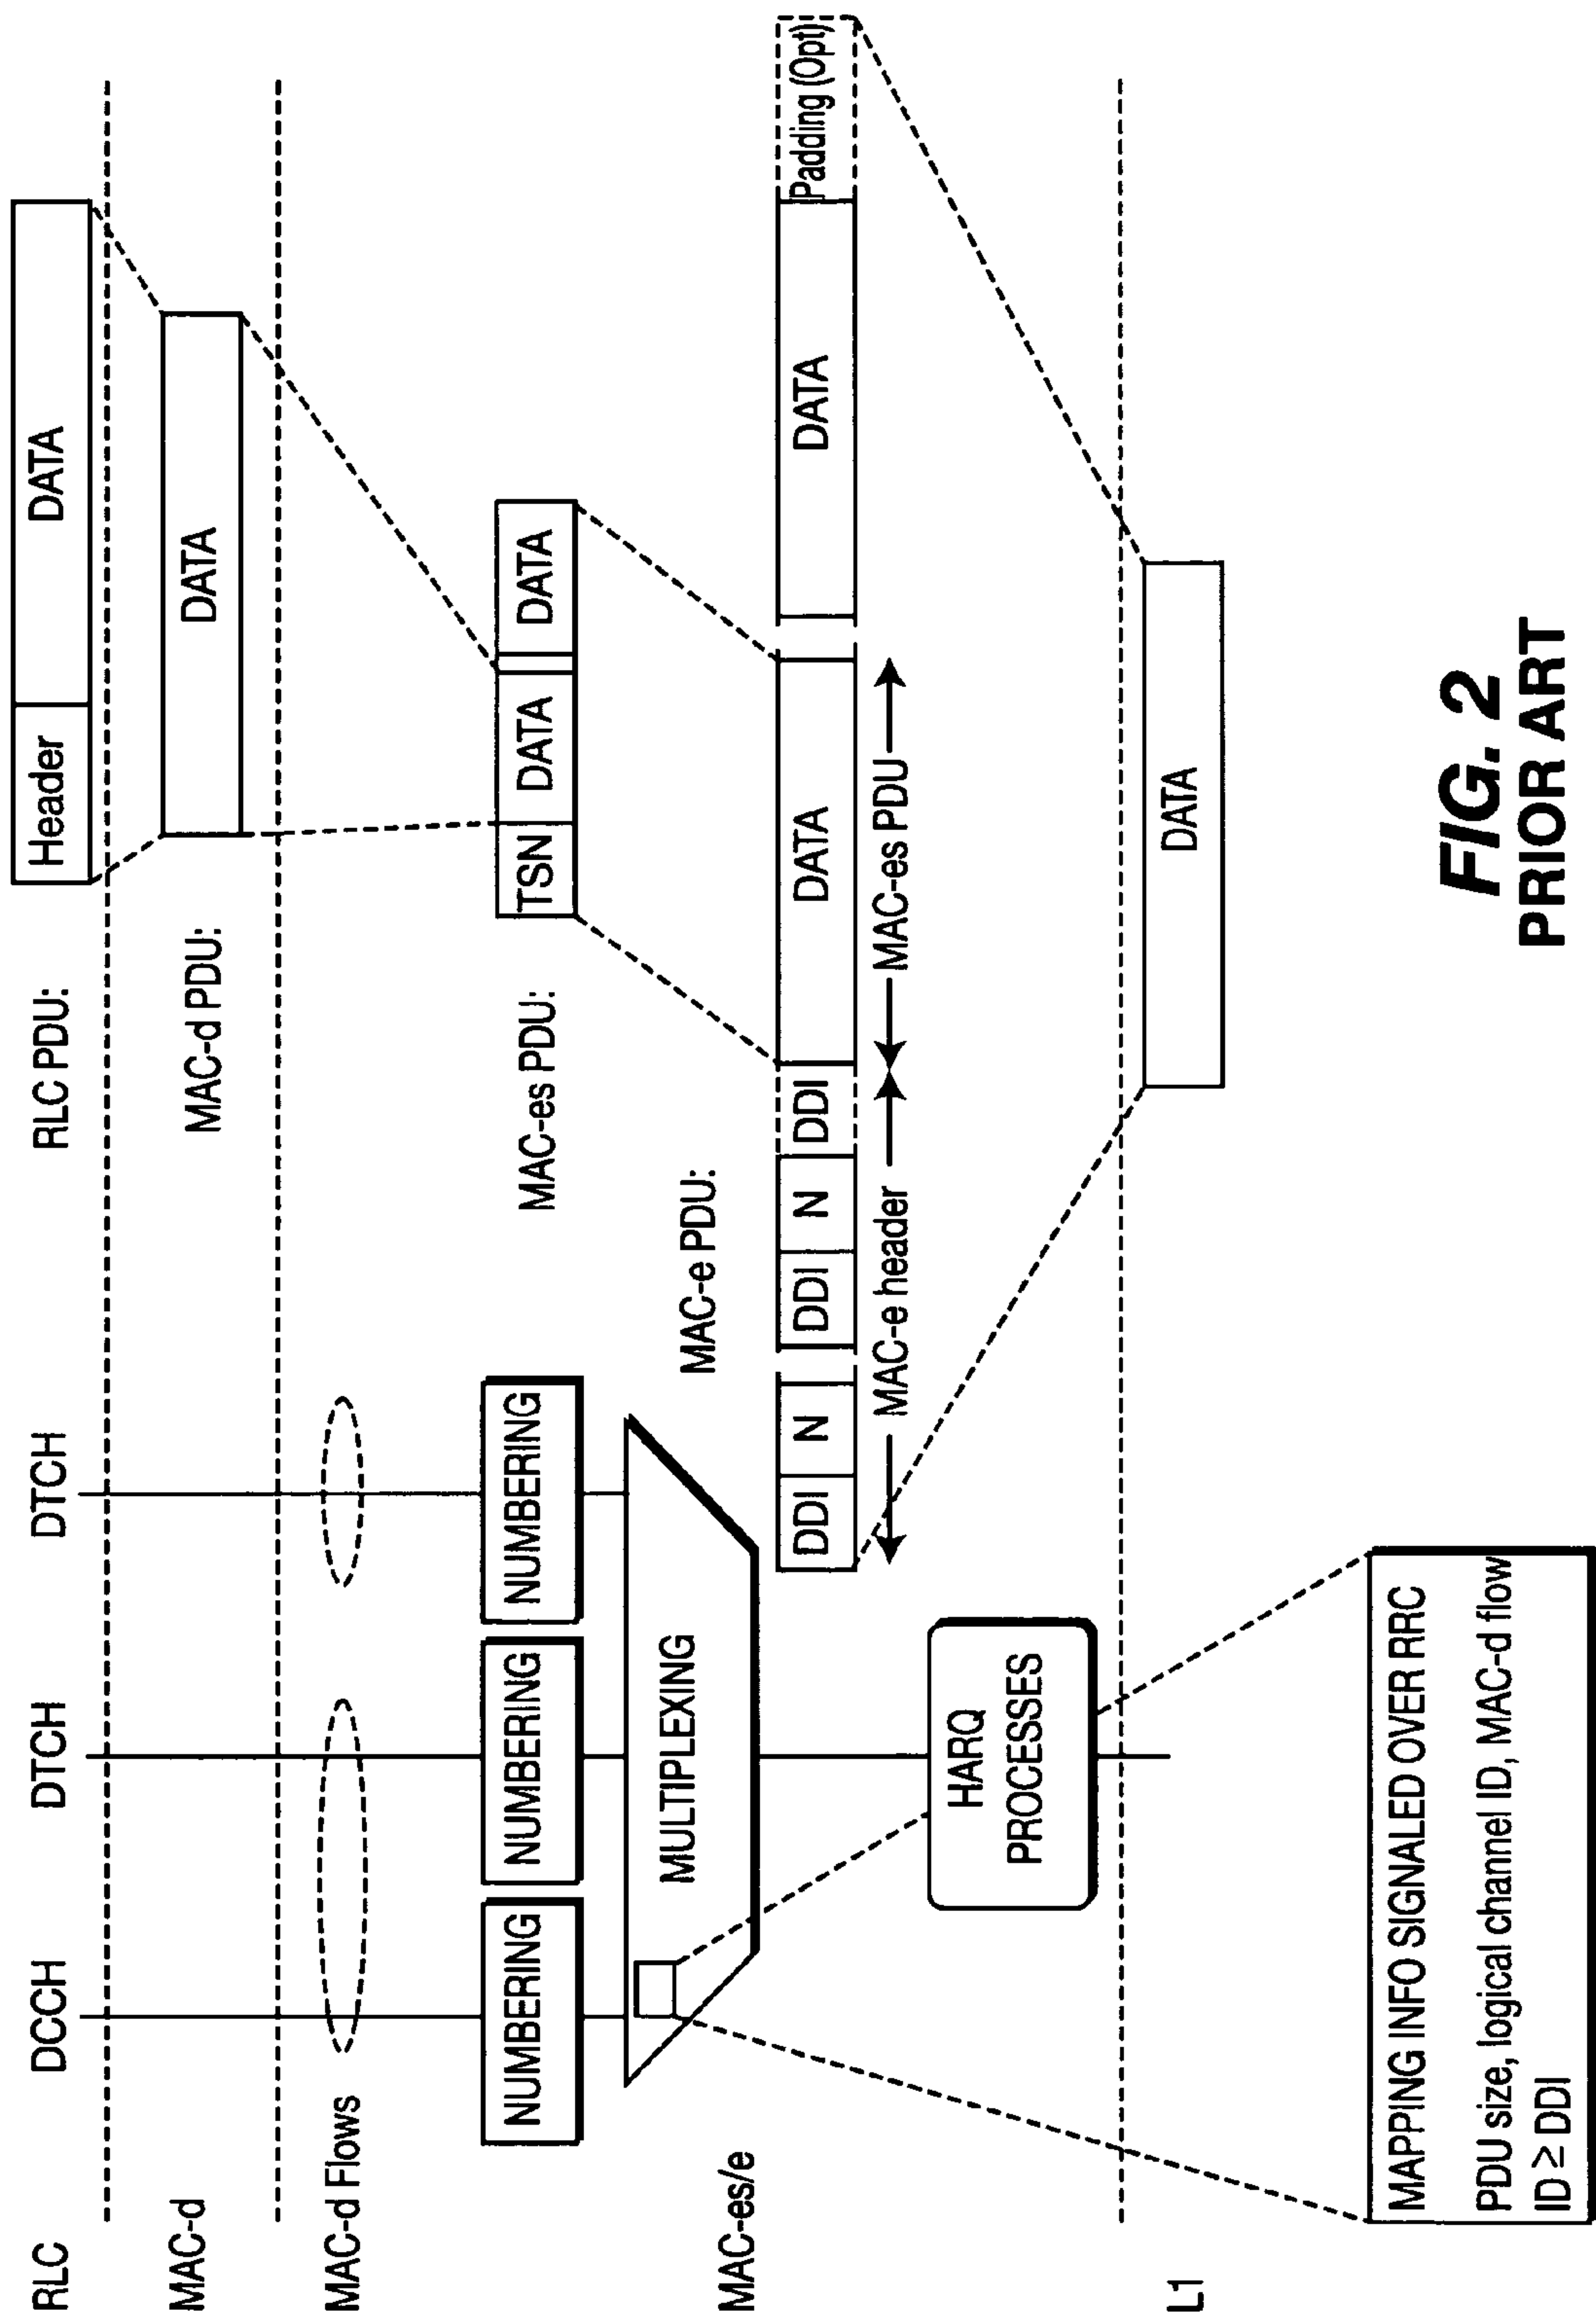 RLC
DCCH
DTCH
DTCH
RLC PDU:
Header
DATA
MAC-d
MAC-d PDU:
DATA
MAC-d Flows
NUMBERING
NUMBERING
NUMBERING
MAC-es PDU:
TSN
DATA
DATA
MULTIPLEXING
MAC-es/e
MAC-e PDU:
DDI
N
DDI
N
DDI
DATA
DATA
Padding (Opt)
MAC-e header
MAC-es PDU
HARQ
PROCESSES
L1
DATA
MAPPING INFO SIGNALED OVER RRC
PDU size, logical channel ID, MAC-d flow
ID ≥ DDI
FIG. 2
PRIOR ART